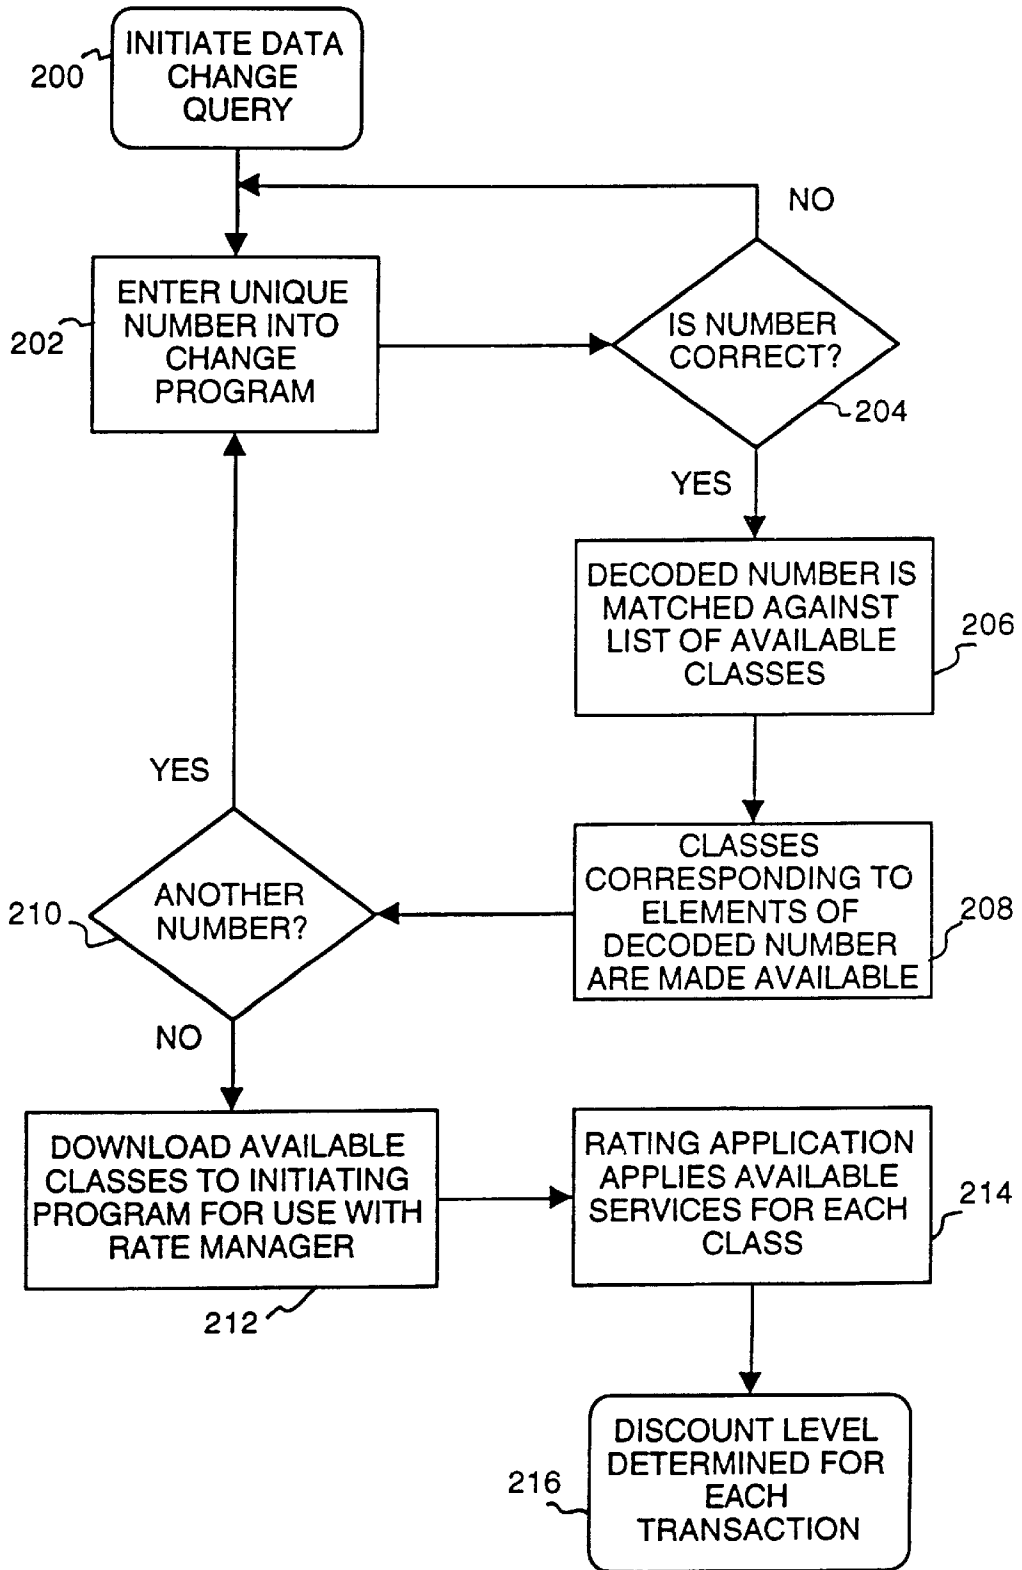 INITIATE DATA
CHANGE
QUERY
200
NO
ENTER UNIQUE
NUMBER INTO
CHANGE
PROGRAM
202
IS NUMBER
CORRECT?
204
YES
DECODED NUMBER IS
MATCHED AGAINST
LIST OF AVAILABLE
CLASSES
206
YES
CLASSES
CORRESPONDING TO
ELEMENTS OF
DECODED NUMBER
ARE MADE AVAILABLE
208
ANOTHER
NUMBER?
210
NO
DOWNLOAD AVAILABLE
CLASSES TO INITIATING
PROGRAM FOR USE WITH
RATE MANAGER
212
RATING APPLICATION
APPLIES AVAILABLE
SERVICES FOR EACH
CLASS
214
DISCOUNT LEVEL
DETERMINED FOR
EACH
TRANSACTION
216